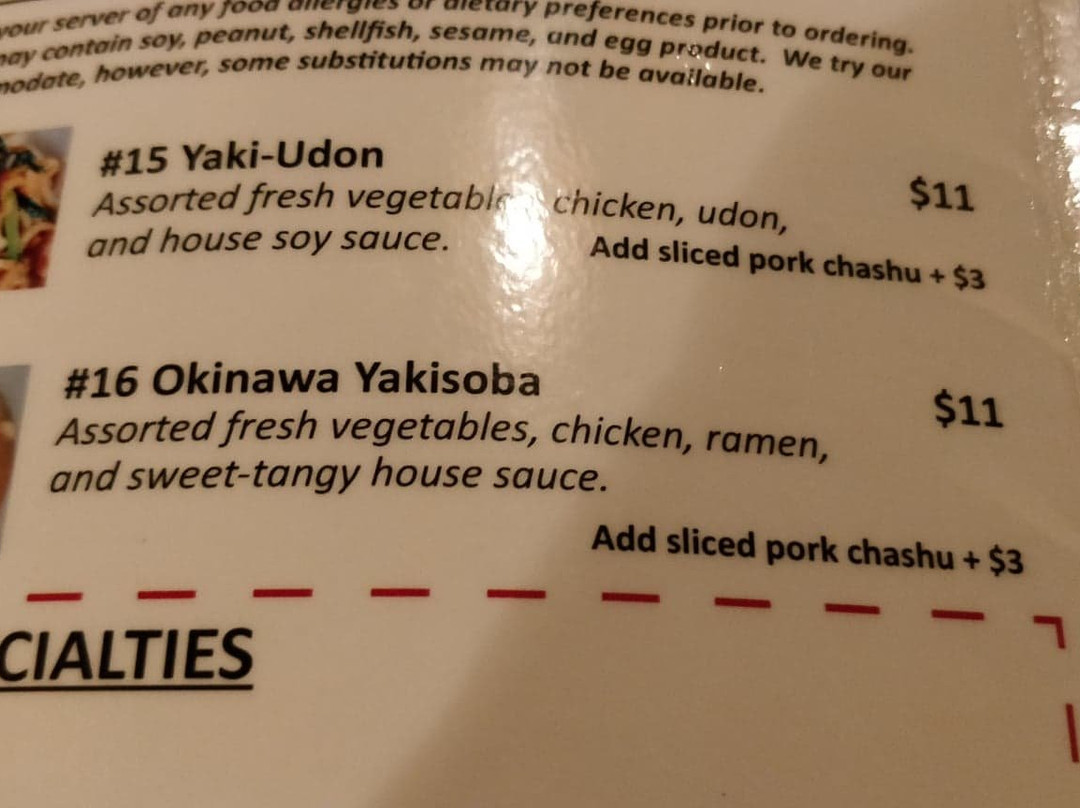 your server of any food allergies or dietary preferences prior to ordering.
may contain soy, peanut, shellfish, sesame, and egg product. We try our
modate, however, some substitutions may not be available.
#15 Yaki-Udon
$11
Assorted fresh vegetable chicken, udon,
and house soy sauce.
Add sliced pork chashu + $3
#16 Okinawa Yakisoba
$11
Assorted fresh vegetables, chicken, ramen,
and sweet-tangy house sauce.
Add sliced pork chashu + $3
CIALTIES